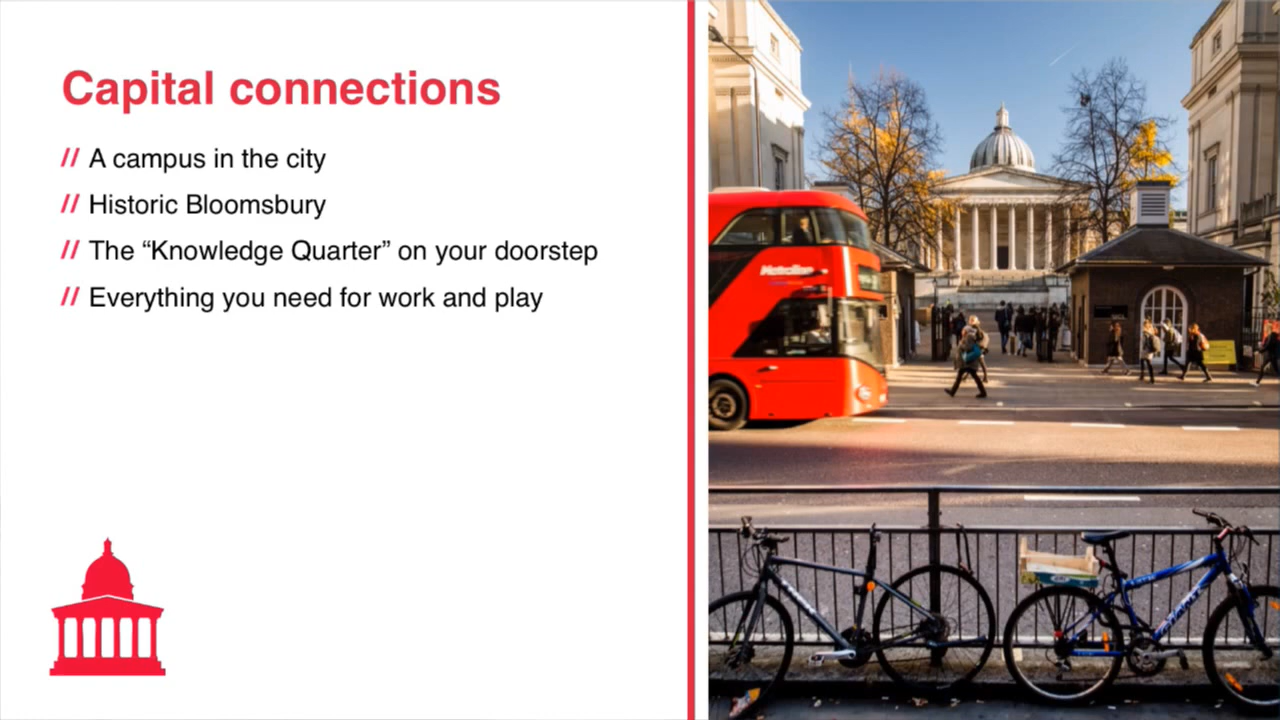 Capital connections
// A campus in the city
// Historic Bloomsbury
// The “Knowledge Quarter” on your doorstep
// Everything you need for work and play
Metroline